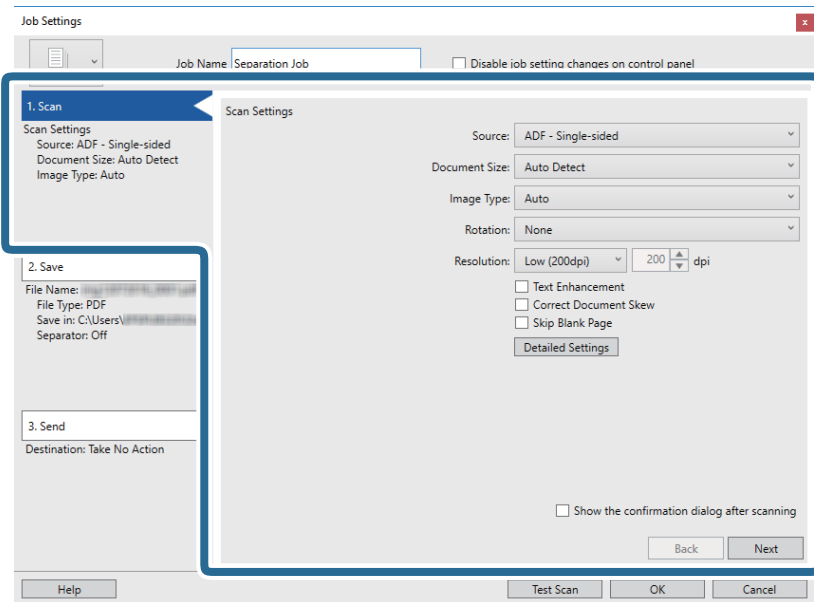 Job Settings
Job Name Separation Job Disable job setting changes on control panel
1. Scan
Scan Settings
Source: ADF - Single-sided
Document Size: Auto Detect
Image Type: Auto
2. Save
File Name:
File Type: PDF
Save in: C:\Users\
Separator: Off
3. Send
Destination: Take No Action
Scan Settings
Source: ADF - Single-sided
Document Size: Auto Detect
Image Type: Auto
Rotation: None
Resolution: Low (200dpi) 200 dpi
Text Enhancement
Correct Document Skew
Skip Blank Page
Detailed Settings
Show the confirmation dialog after scanning
Back Next
Help Test Scan OK Cancel